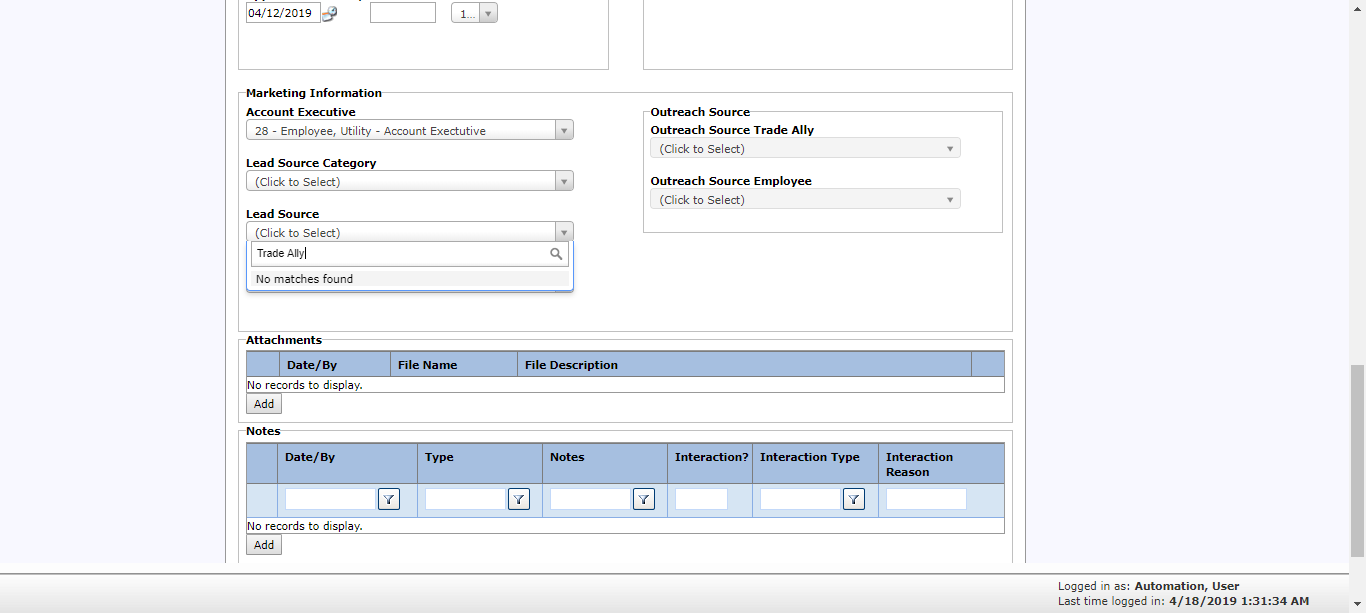 04/12/2019
1...
Marketing Information
Account Executive
28 - Employee, Utility - Account Exectutive
Lead Source Category
(Click to Select)
Lead Source
(Click to Select)
Trade Ally
No matches found
Outreach Source
Outreach Source Trade Ally
(Click to Select)
Outreach Source Employee
(Click to Select)
Attachments
Date/By File Name File Description
No records to display.
Add
Notes
Date/By Type Notes Interaction? Interaction Type Interaction
Reason
No records to display.
Add
Logged in as: Automation, User
Last time logged in: 4/18/2019 1:31:34 AM